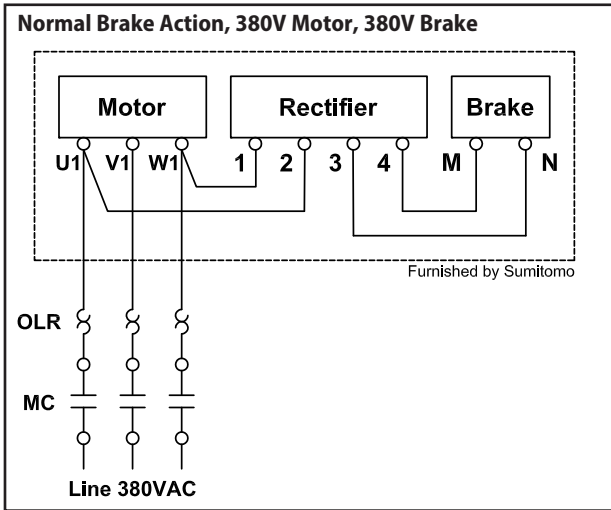 Normal Brake Action, 380V Motor, 380V Brake
Motor Rectifier Brake
U1 V1 W1 1 2 3 4 M N
Furnished by Sumitomo
OLR
MC
Line 380VAC